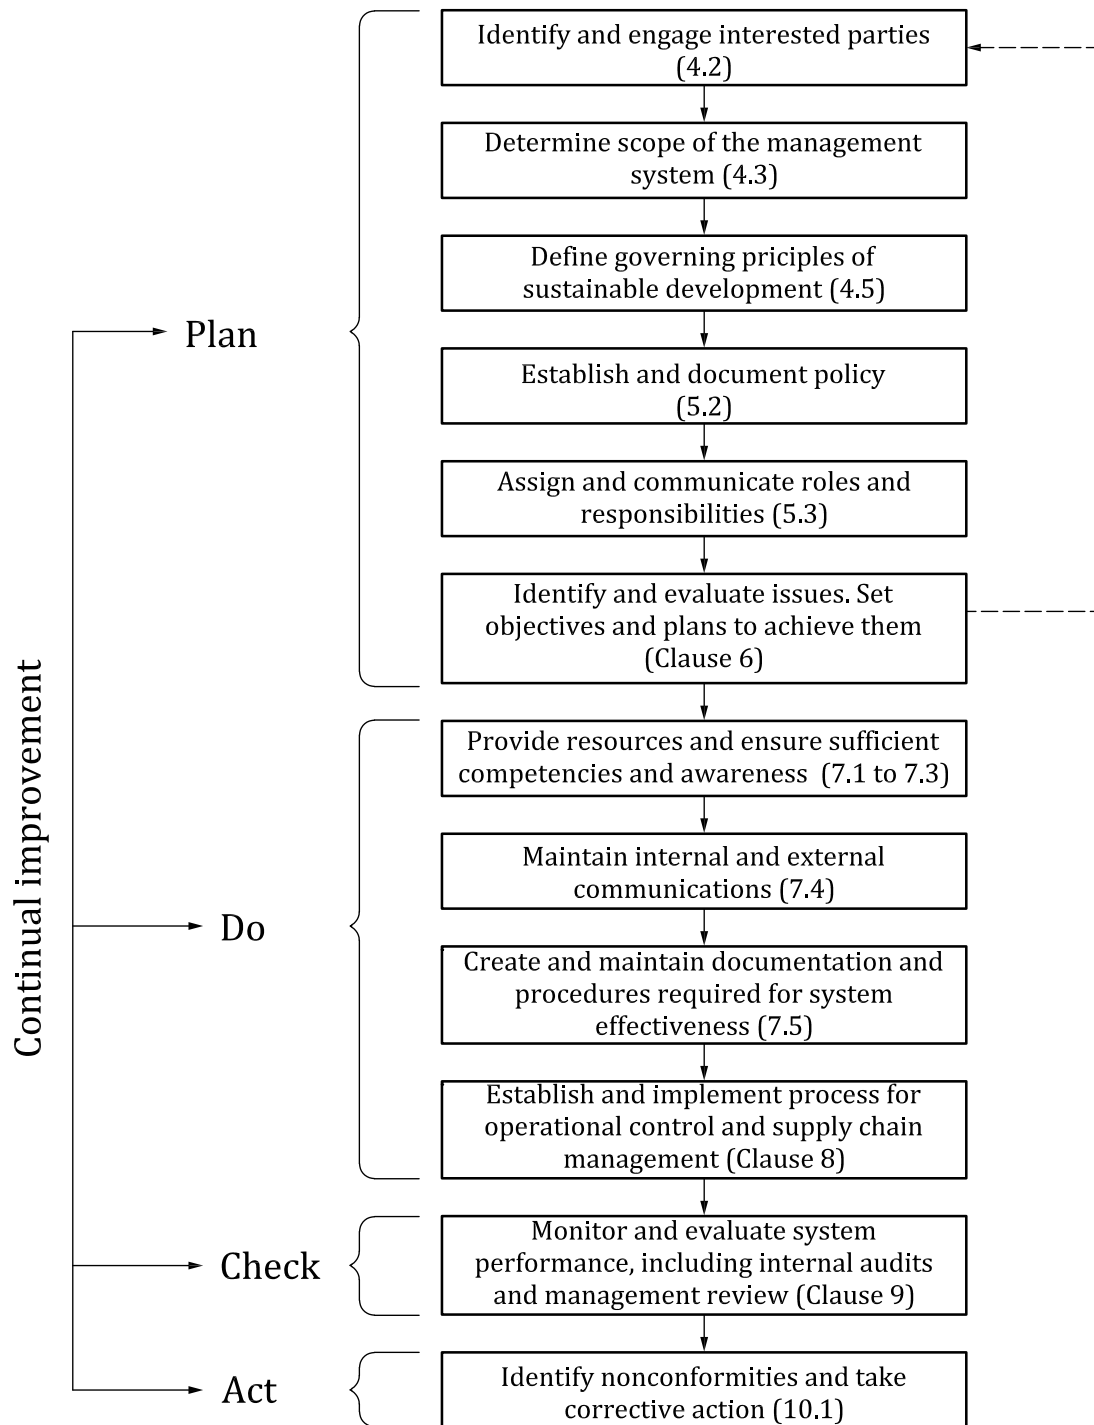 Identify and engage interested parties
(4.2)
Determine scope of the management
system (4.3)
Define governing priciples of
sustainable development (4.5)
Plan
Establish and document policy
(5.2)
Assign and communicate roles and
responsibilities (5.3)
Identify and evaluate issues. Set
objectives and plans to achieve them
(Clause 6)
Continual improvement
Provide resources and ensure sufficient
competencies and awareness (7.1 to 7.3)
Maintain internal and external
communications (7.4)
Do
Create and maintain documentation and
procedures required for system
effectiveness (7.5)
Establish and implement process for
operational control and supply chain
management (Clause 8)
Check
Monitor and evaluate system
performance, including internal audits
and management review (Clause 9)
Act
Identify nonconformities and take
corrective action (10.1)